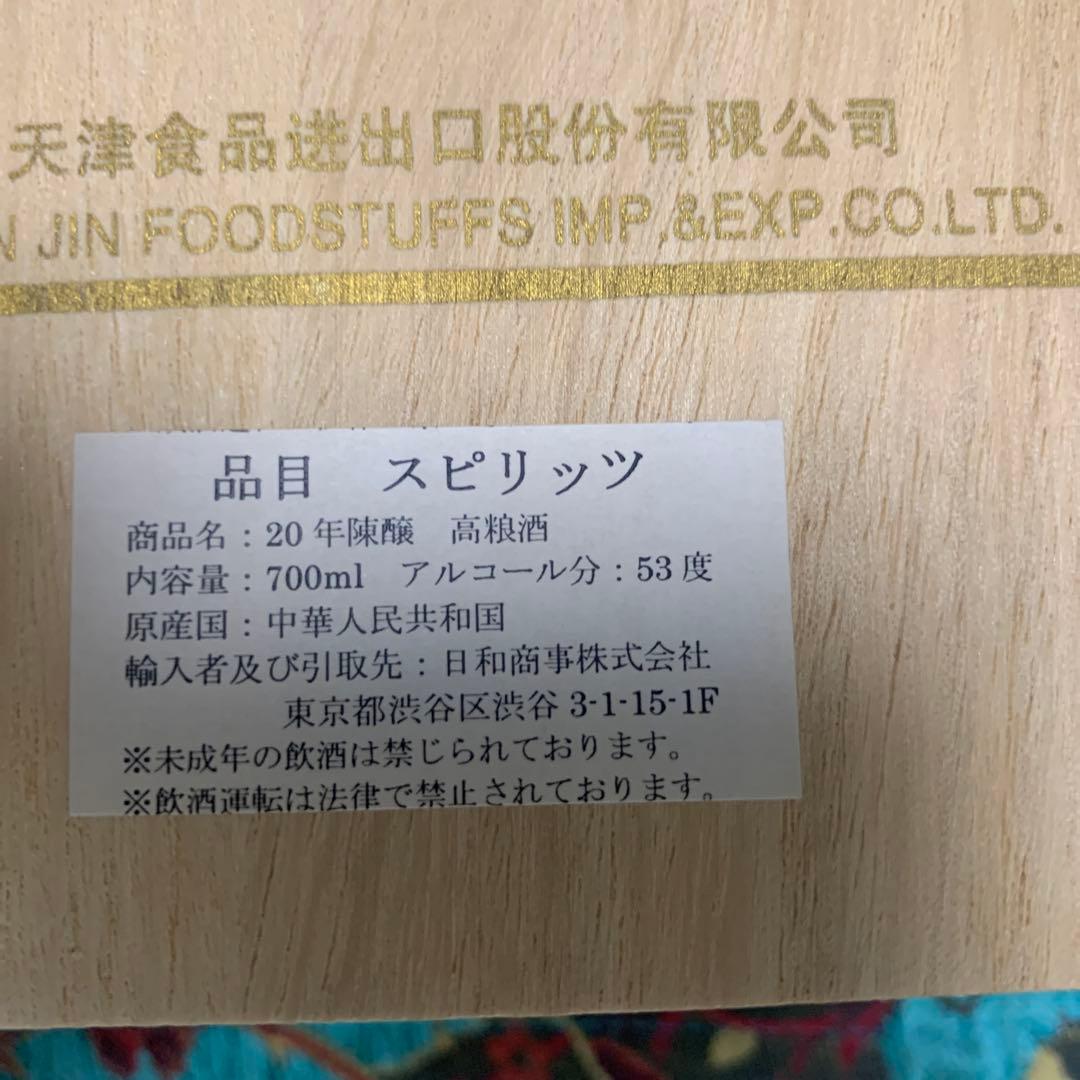 天津食品进出口股份有限公司
N JIN FOODSTUFFS IMP.&EXP.CO.LTD.
品目 スピリッツ
商品名：20年陳醸 高粮酒
内容量：700ml アルコール分：53度
原産国：中華人民共和国
輸入者及び引取先：日和商事株式会社
東京都渋谷区渋谷 3-1-15-1F
※未成年の飲酒は禁じられております。
※飲酒運転は法律で禁止されております。